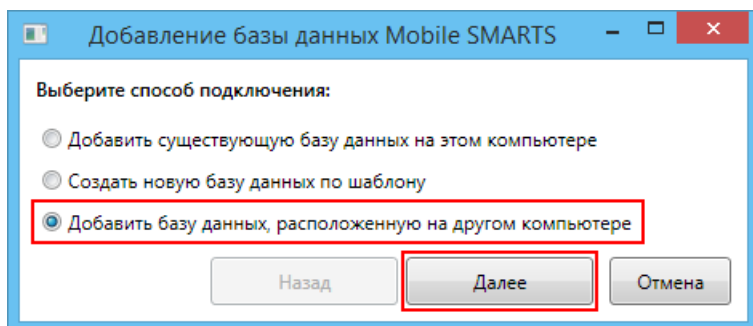 Добавление базы данных Mobile SMARTS
Выберите способ подключения:
Добавить существующую базу данных на этом компьютере
Создать новую базу данных по шаблону
Добавить базу данных, расположенную на другом компьютере
Назад Далее Отмена